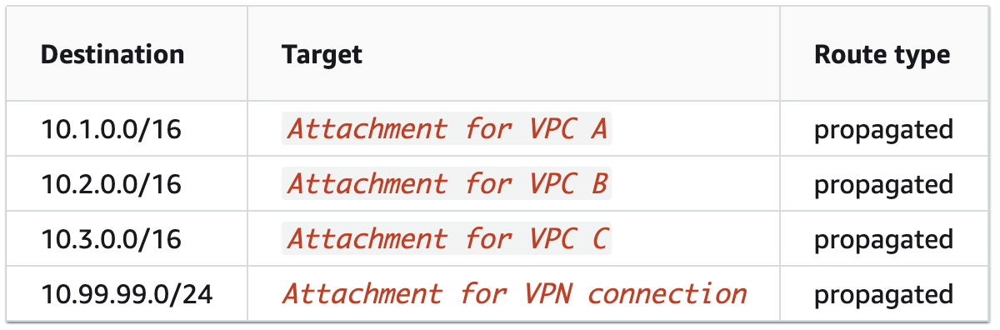 Destination Target Route type
10.1.0.0/16 Attachment for VPC A propagated
10.2.0.0/16 Attachment for VPC B propagated
10.3.0.0/16 Attachment for VPC C propagated
10.99.99.0/24 Attachment for VPN connection propagated